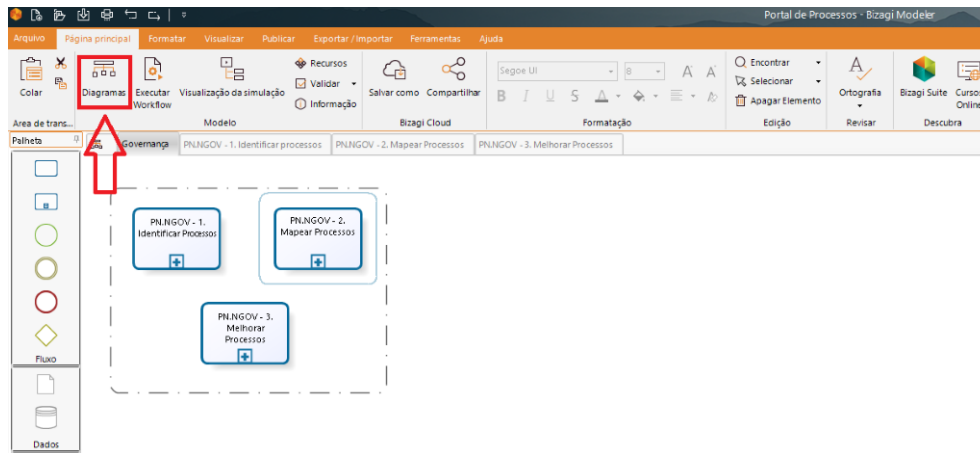 Portal de Processos - Bizagi Modeler
Arquivo Página principal Formatar Visualizar Publicar Exportar / Importar Ferramentas Ajuda
Colar
Diagramas
Executar Workflow
Visualização da simulação
Recursos
Validar
Informação
Salvar como
Compartilhar
Segoe UI 8 A A
B I U S A
Encontrar
Selecionar
Apagar Elemento
Ortografia
Bizagi Suite
Cursos Online
Area de trans... Modelo Bizagi Cloud Formatação Edição Revisar Descubra
Palheta
Governança PN.NGOV - 1. Identificar processos PN.NGOV - 2. Mapear Processos PN.NGOV - 3. Melhorar Processos
PN.NGOV - 1.
Identificar Processos
PN.NGOV - 2.
Mapear Processos
PN.NGOV - 3.
Melhorar
Processos
Fluxo
Dados